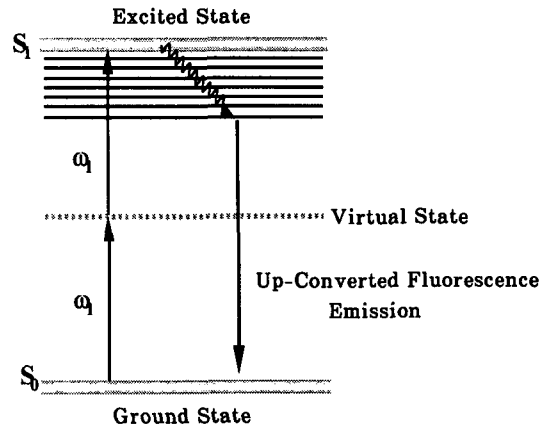 Excited State
S₁
ω₁
Virtual State
Up-Converted Fluorescence
Emission
ω₁
S₀
Ground State